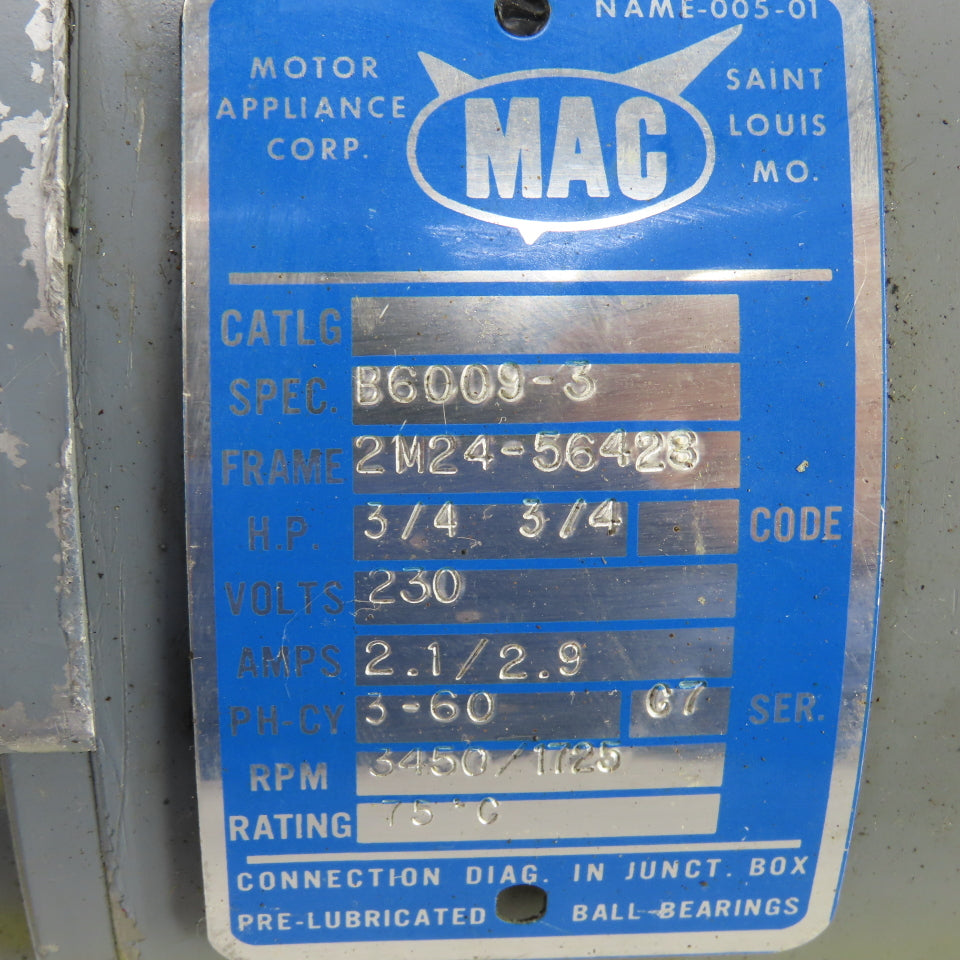 NAME-005-01
MOTOR
APPLIANCE
CORP.
MAC
SAINT
LOUIS
MO.
CATLG
SPEC. B6009-3
FRAME 2M24-56428
H.P. 3/4 3/4 CODE
VOLTS 230
AMPS 2.1/2.9
PH-CY 3-60 C7 SER.
RPM 3450/1725
RATING 75°C
CONNECTION DIAG. IN JUNCT. BOX
PRE-LUBRICATED BALL-BEARINGS